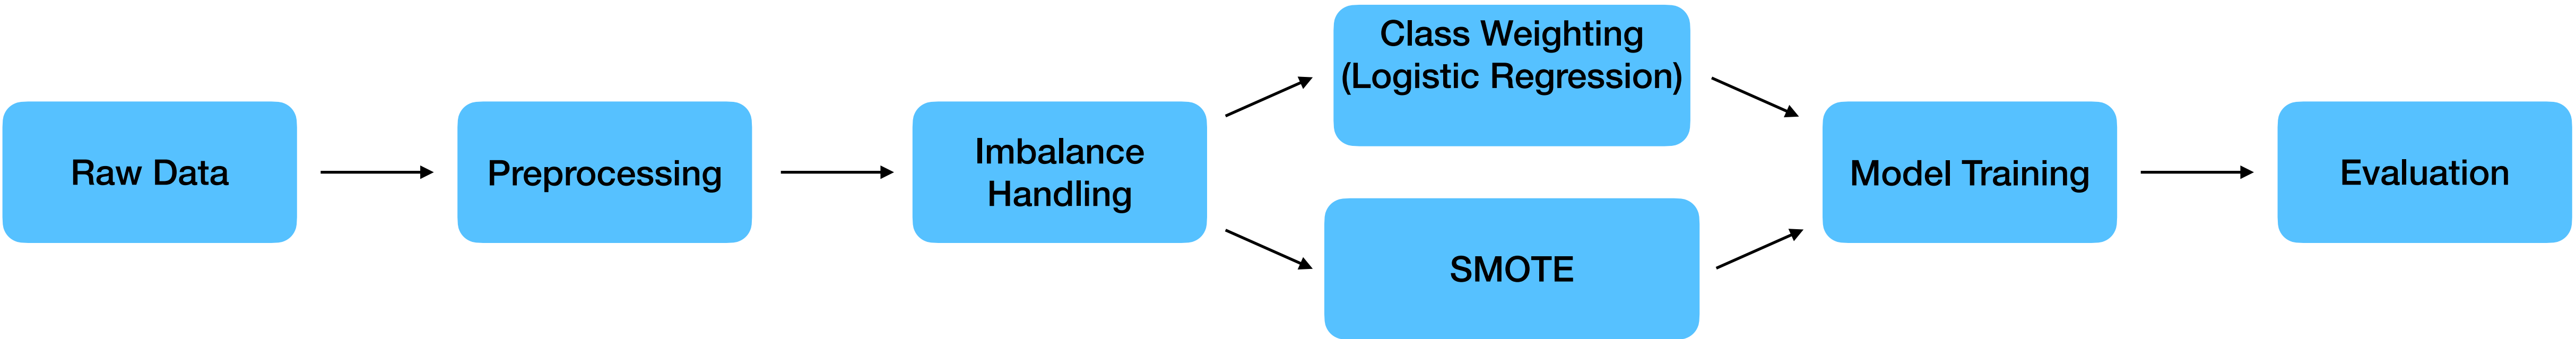 Raw Data
Preprocessing
Imbalance
Handling
Class Weighting
(Logistic Regression)
SMOTE
Model Training
Evaluation